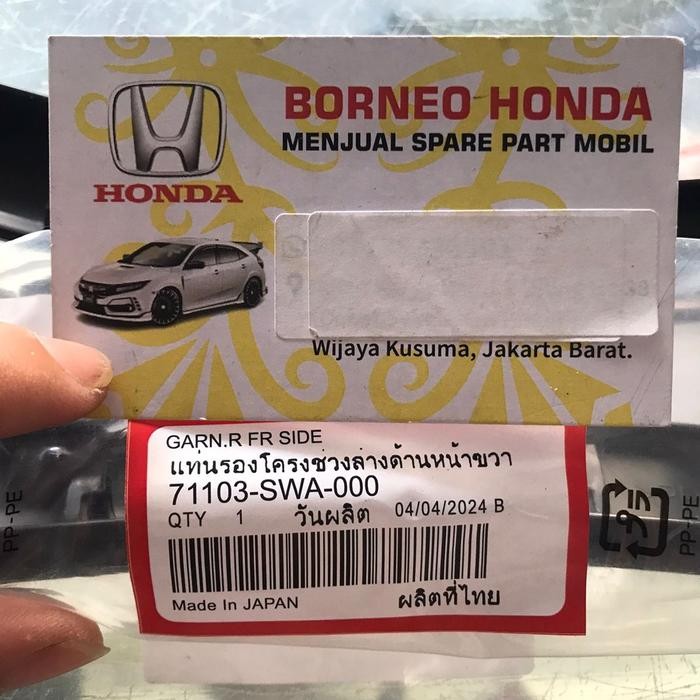 BORNEO HONDA
MENJUAL SPARE PART MOBIL
HONDA
Wijaya Kusuma, Jakarta Barat.
GARN.R FR SIDE
แท่นรองโครงช่วงล่างด้านหน้าขวา
71103-SWA-000
QTY 1 วันผลิต 04/04/2024 B
Made In JAPAN ผลิตที่ไทย
PP-PE
PP-PE